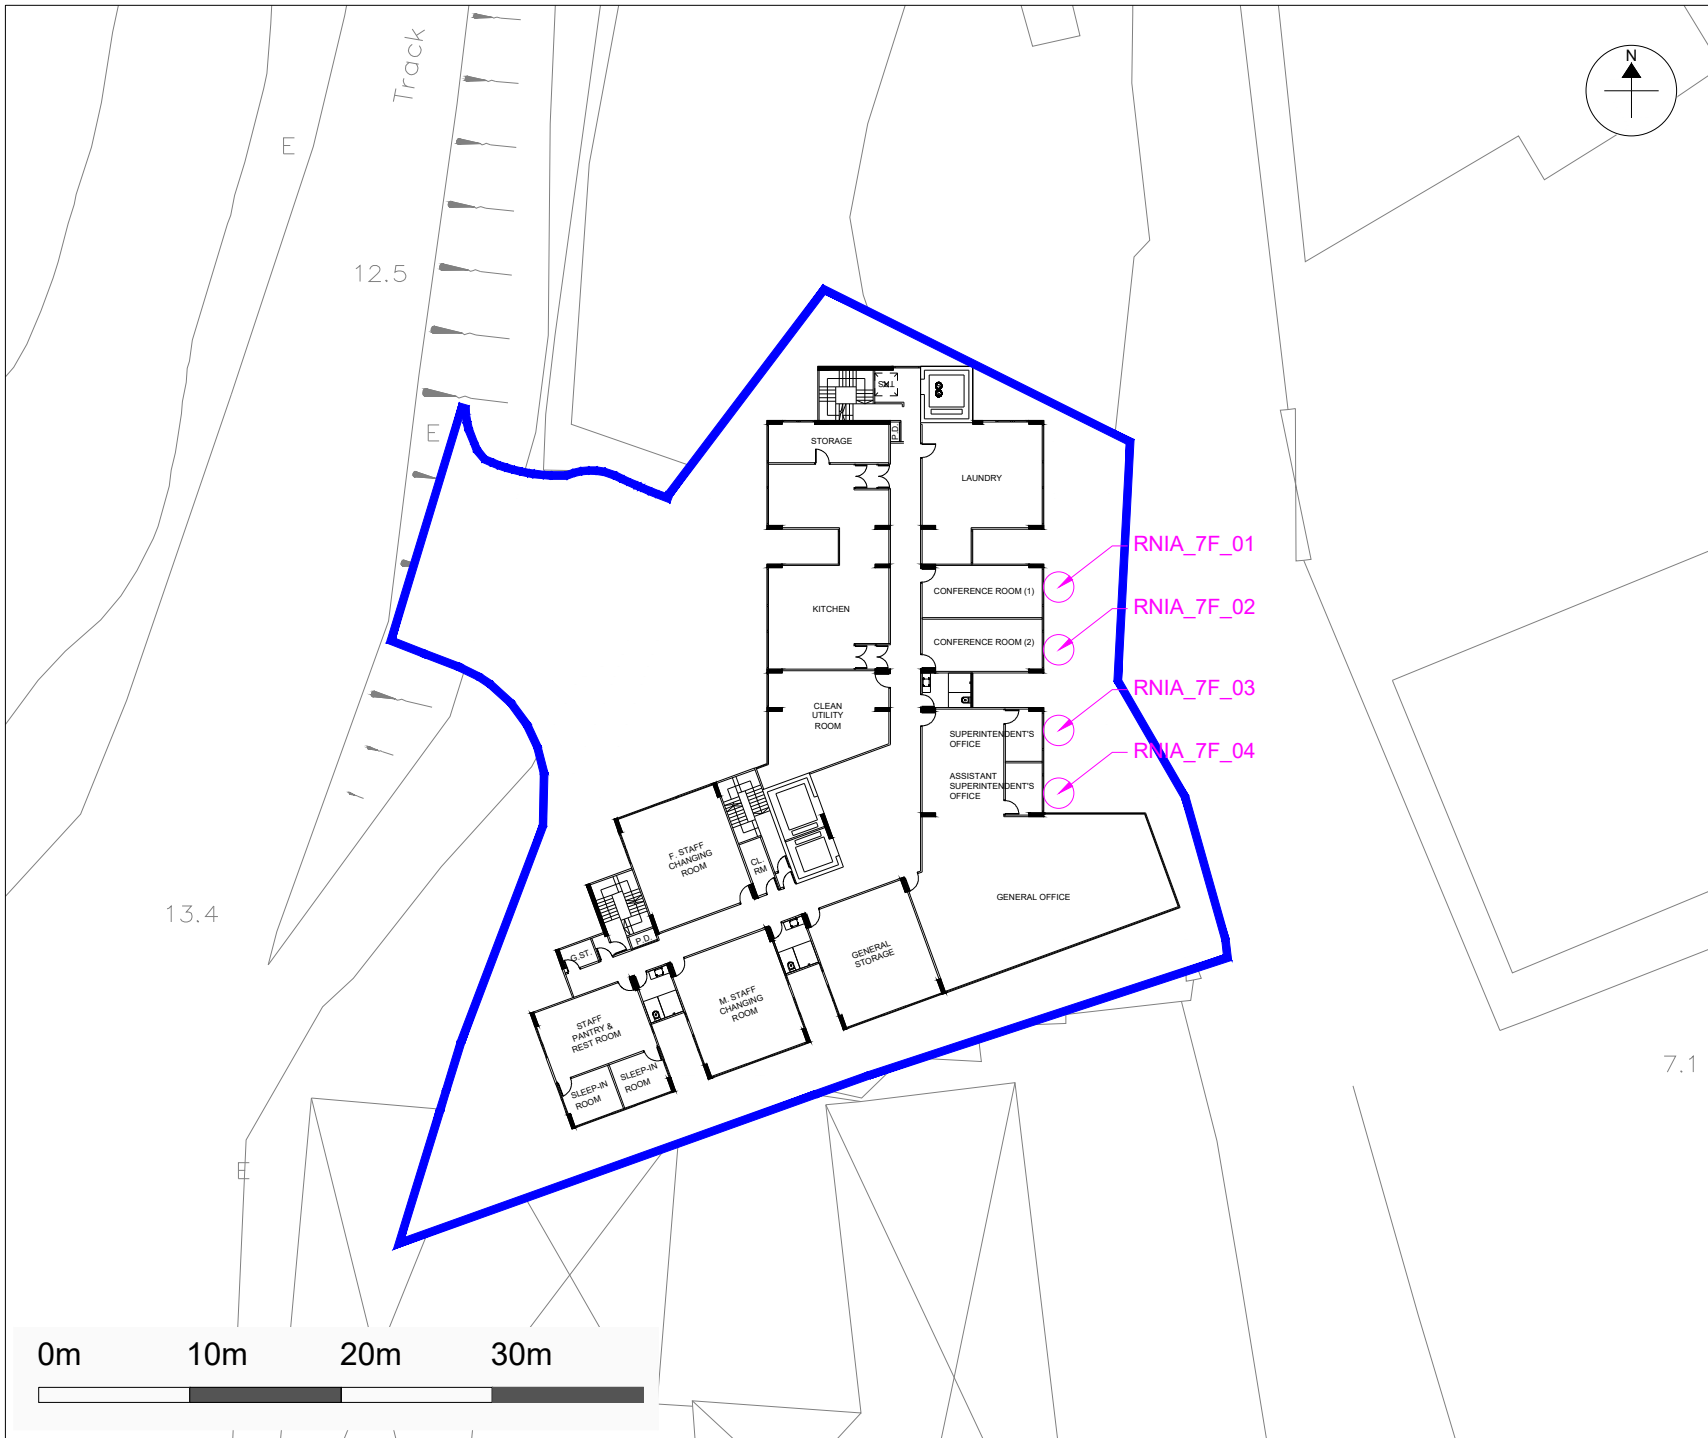 Track
N
E
12.5
E
TRS
STORAGE
P.D.
LAUNDRY
RNIA_7F_01
CONFERENCE ROOM (1)
RNIA_7F_02
KITCHEN
CONFERENCE ROOM (2)
RNIA_7F_03
CLEAN
UTILITY
ROOM
SUPERINTENDENT'S
OFFICE
RNIA_7F_04
ASSISTANT
SUPERINTENDENT'S
OFFICE
F. STAFF
CHANGING
ROOM
CL.
RM
GENERAL OFFICE
13.4
P.D.
G.ST.
GENERAL
STORAGE
M. STAFF
CHANGING
ROOM
STAFF
PANTRY &
REST ROOM
SLEEP-IN
ROOM
SLEEP-IN
ROOM
7.1
E
0m 10m 20m 30m